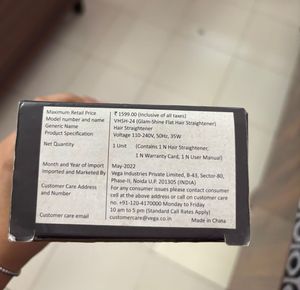 Maximum Retail Price ₹ 1599.00 (Inclusive of all taxes)
Model number and name VHSH-24 (Glam-Shine Flat Hair Straightener)
Generic Name Hair Straightener
Product Specification Voltage 110-240V, 50Hz, 35W
Net Quantity 1 Unit (Contains 1 N Hair Straightener,
1 N Warranty Card, 1 N User Manual)
Month and Year of Import May-2022
Imported and Marketed By Vega Industries Private Limited, B-43, Sector-80,
Phase-II, Noida U.P. 201305 (INDIA)
Customer Care Address For any consumer issues please contact consumer
and Number cell at the above address or call on customer care
no. +91-120-4170000 Monday to Friday
10 am to 5 pm (Standard Call Rates Apply)
Customer care email customercare@vega.co.in Made in China